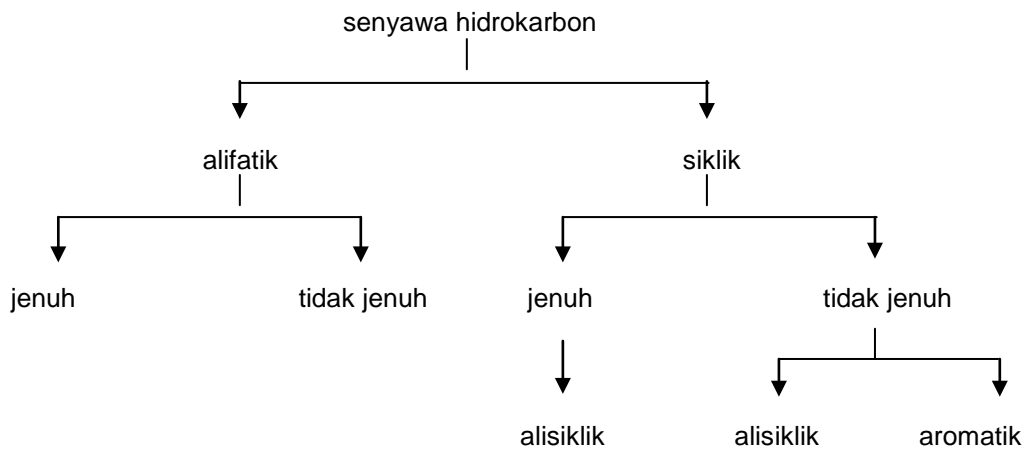 senyawa hidrokarbon
alifatik siklik
jenuh tidak jenuh jenuh tidak jenuh
alisiklik alisiklik aromatik